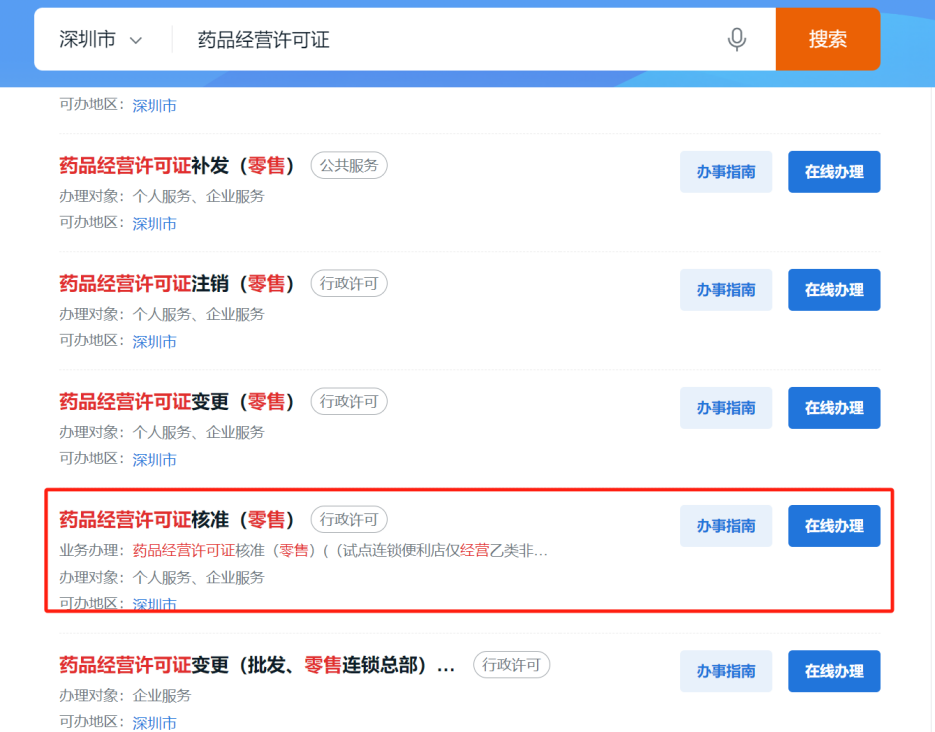 深圳市 药品经营许可证 搜索
可办地区：深圳市
药品经营许可证补发（零售） 公共服务 办事指南 在线办理
办理对象：个人服务、企业服务
可办地区：深圳市
药品经营许可证注销（零售） 行政许可 办事指南 在线办理
办理对象：个人服务、企业服务
可办地区：深圳市
药品经营许可证变更（零售） 行政许可 办事指南 在线办理
办理对象：个人服务、企业服务
可办地区：深圳市
药品经营许可证核准（零售） 行政许可 办事指南 在线办理
业务办理：药品经营许可证核准（零售）(（试点连锁便利店仅经营乙类非...
办理对象：个人服务、企业服务
可办地区：深圳市
药品经营许可证变更（批发、零售连锁总部）... 行政许可 办事指南 在线办理
办理对象：企业服务
可办地区：深圳市